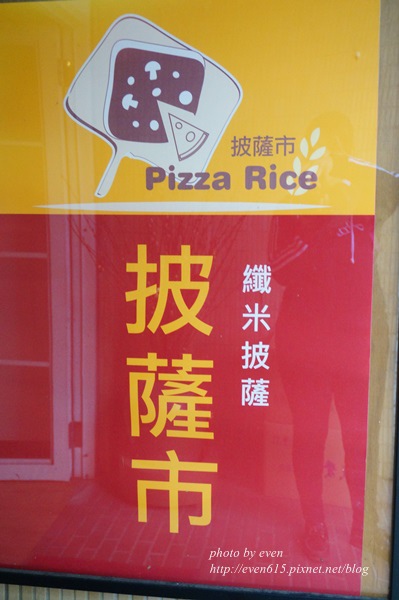 披薩市
Pizza Rice
披薩市
纖米披薩
photo by even
http://even615.pixnet.net/blog